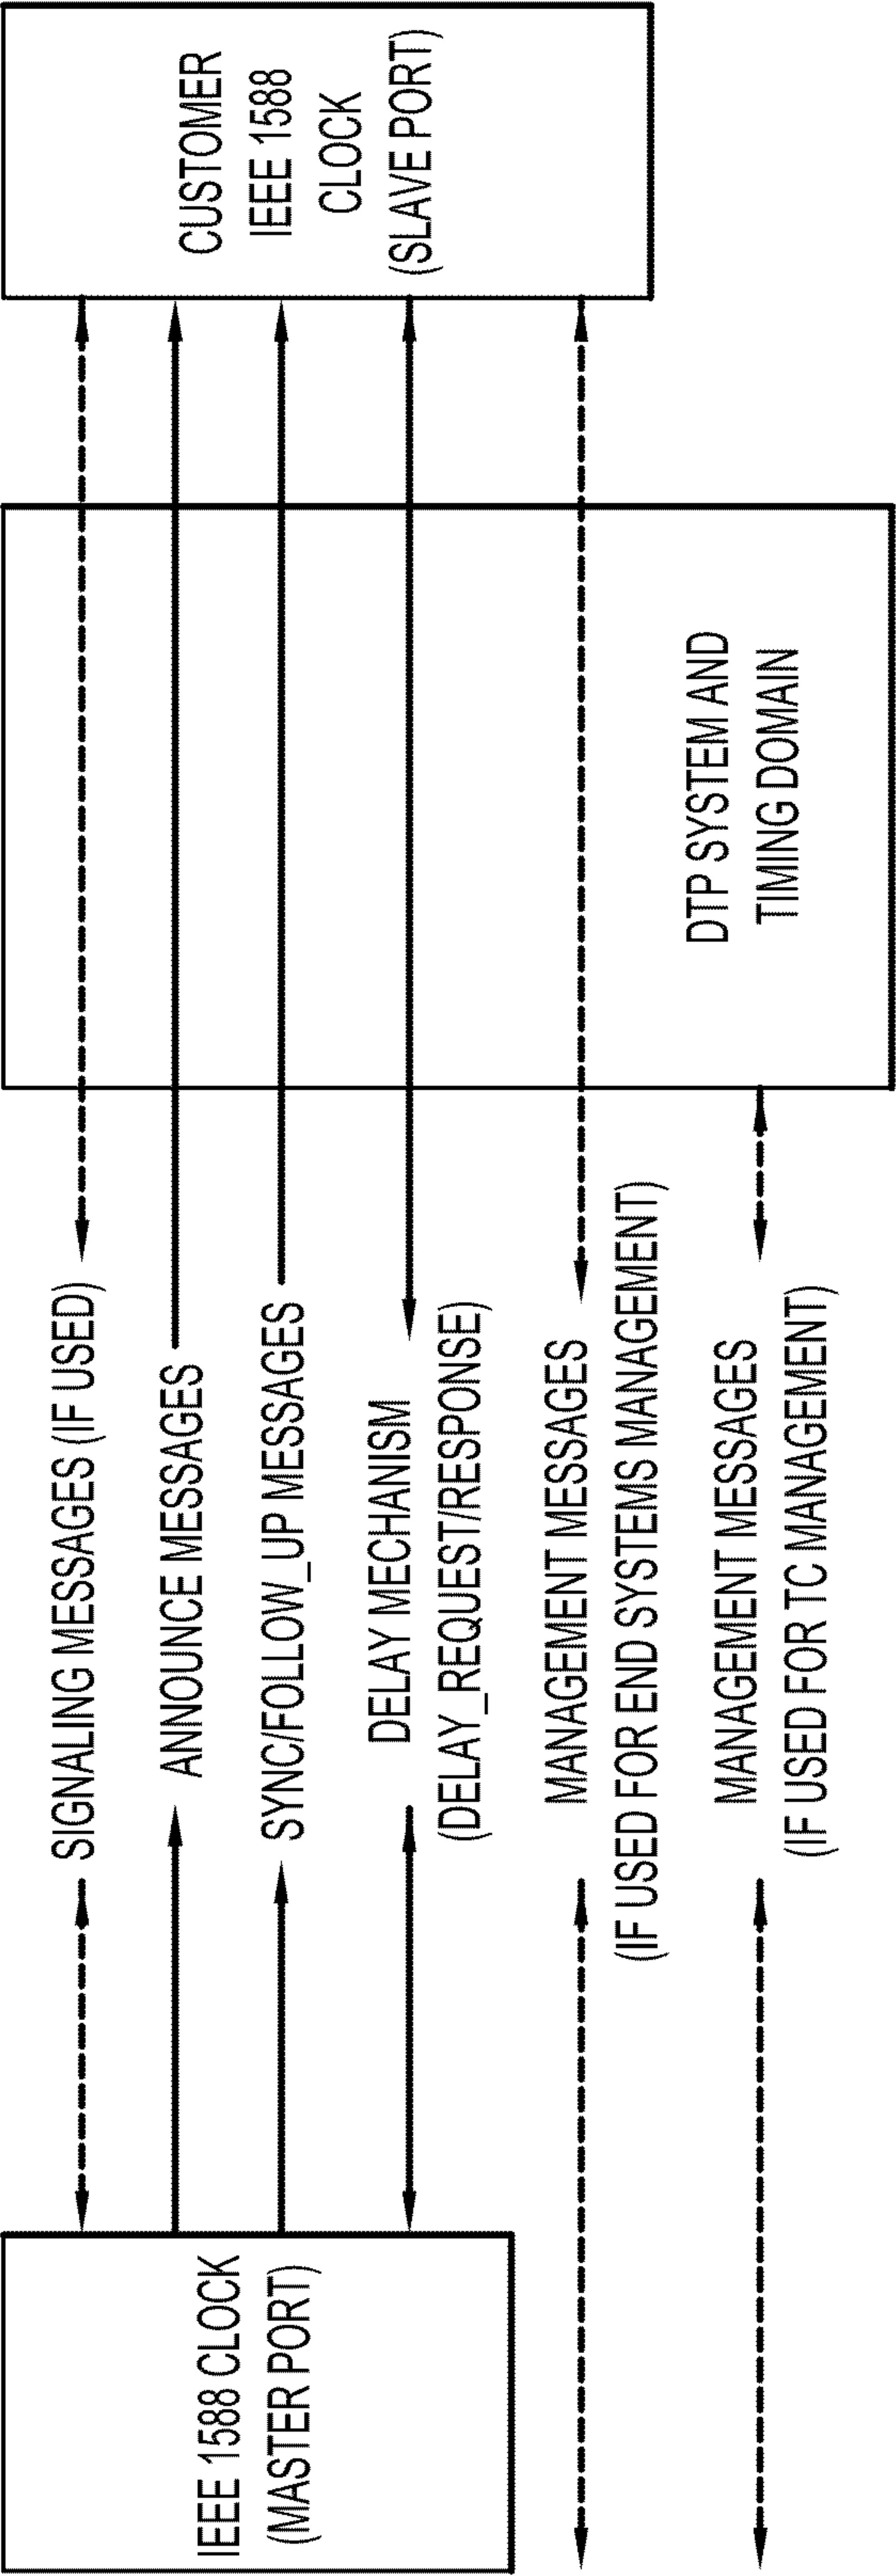 IEEE 1588 CLOCK
(MASTER PORT)
SIGNALING MESSAGES (IF USED)
ANNOUNCE MESSAGES
SYNC/FOLLOW_UP MESSAGES
DELAY MECHANISM
(DELAY_REQUEST/RESPONSE)
MANAGEMENT MESSAGES
(IF USED FOR END SYSTEMS MANAGEMENT)
MANAGEMENT MESSAGES
(IF USED FOR TC MANAGEMENT)
DTP SYSTEM AND
TIMING DOMAIN
CUSTOMER
IEEE 1588
CLOCK
(SLAVE PORT)